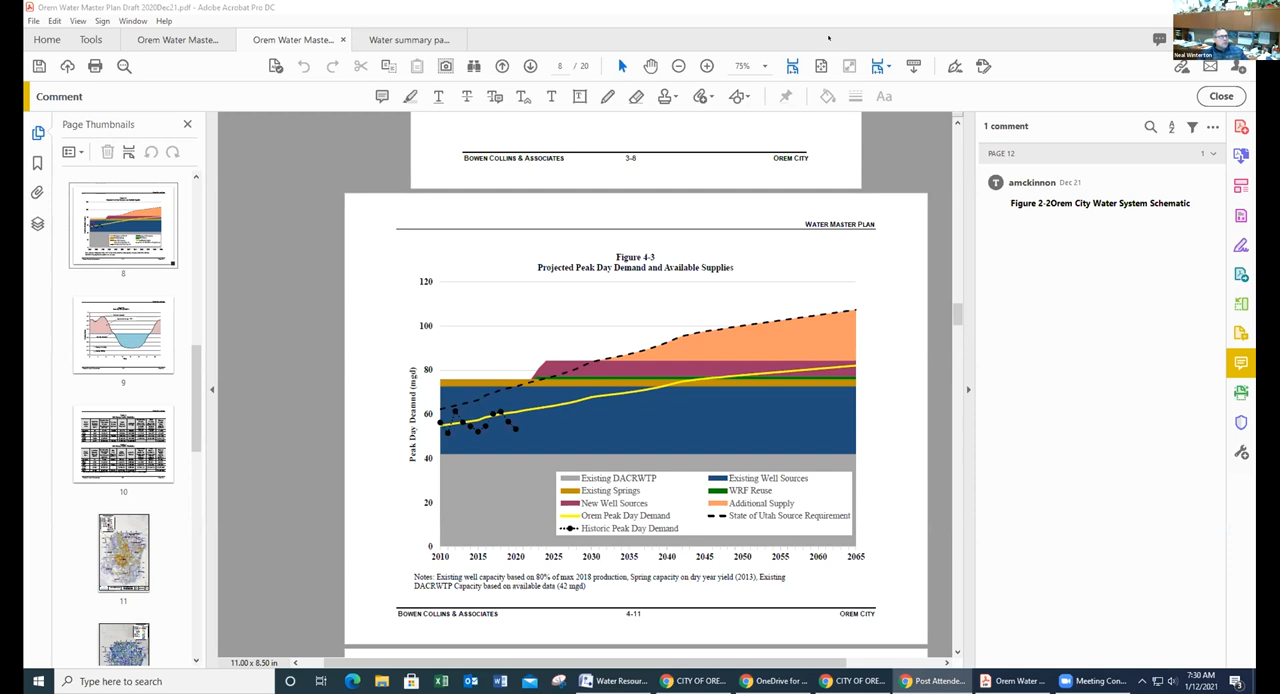 Orem Water Master Plan Draft 2020Dec21.pdf - Adobe Acrobat Pro DC
File Edit View Sign Window Help
Home Tools Orem Water Maste... Orem Water Maste... × Water summary pa...
Neal Winterton
8 / 20 75%
Comment Close
Page Thumbnails
8
9
10
11
BOWEN COLLINS & ASSOCIATES 3-8 OREM CITY
WATER MASTER PLAN
Figure 4-3
Projected Peak Day Demand and Available Supplies
Peak Day Deamnd (mgd)
120
100
80
60
40
20
0
Existing DACRWTP Existing Well Sources
Existing Springs WRF Reuse
New Well Sources Additional Supply
Orem Peak Day Demand State of Utah Source Requirement
Historic Peak Day Demand
2010 2015 2020 2025 2030 2035 2040 2045 2050 2055 2060 2065
Notes: Existing well capacity based on 80% of max 2018 production, Spring capacity on dry year yield (2013), Existing
DACRWTP Capacity based on available data (42 mgd)
BOWEN COLLINS & ASSOCIATES 4-11 OREM CITY
11.00 x 8.50 in
1 comment
PAGE 12 1
T amckinnon Dec 21
Figure 2-2Orem City Water System Schematic
Type here to search
Water Resour... CITY OF ORE... OneDrive for ... CITY OF ORE... Post Attende... Orem Water ... Meeting Con...
7:30 AM
1/12/2021